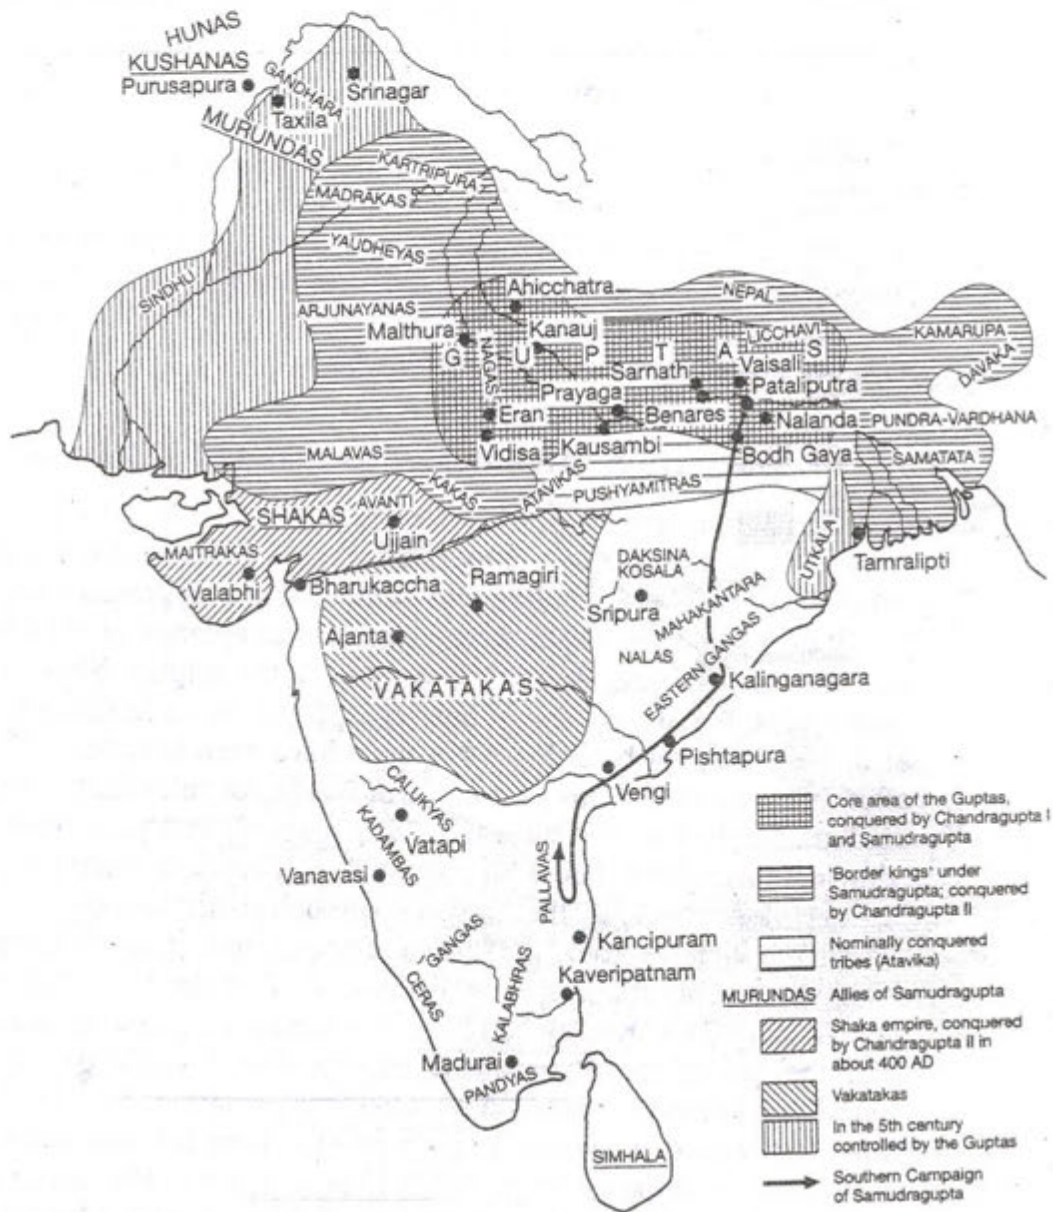 HUNAS
KUSHANAS
Purusapura
GANDHARA
Srinagar
Taxila
MURUNDAS
KARTRIPURA
MADRAKAS
YAUDHEYAS
SINDHU
ARJUNAYANAS
Ahicchatra
NEPAL
Malthura
Kanauj
LICCHAVI
KAMARUPA
G U P T A S
NAGAS
DAVAKA
Sarnath
Vaisali
Prayaga
Pataliputra
Eran
Benares
Nalanda
PUNDRA-VARDHANA
Vidisa
Kausambi
Bodh Gaya
MALAVAS
SAMATATA
KAKAS
ATAVIKAS
PUSHYAMITRAS
SHAKAS
AVANTI
Ujjain
UTKALA
MAITRAKAS
Tamralipti
Valabhi
Bharukaccha
Ramagiri
DAKSINA
KOSALA
Sripura
MAHAKANTARA
Ajanta
NALAS
VAKATAKAS
EASTERN GANGAS
Kalinganagara
Pishtapura
Vengi
CALUKYAS
KADAMBAS
Vatapi
Vanavasi
PALLAVAS
GANGAS
Kancipuram
CERAS
KALABHRAS
Kaveripatnam
Madurai
PANDYAS
SIMHALA
Core area of the Guptas,
conquered by Chandragupta I
and Samudragupta
'Border kings' under
Samudragupta; conquered
by Chandragupta II
Nominally conquered
tribes (Atavika)
MURUNDAS Allies of Samudragupta
Shaka empire, conquered
by Chandragupta II in
about 400 AD
Vakatakas
In the 5th century
controlled by the Guptas
Southern Campaign
of Samudragupta